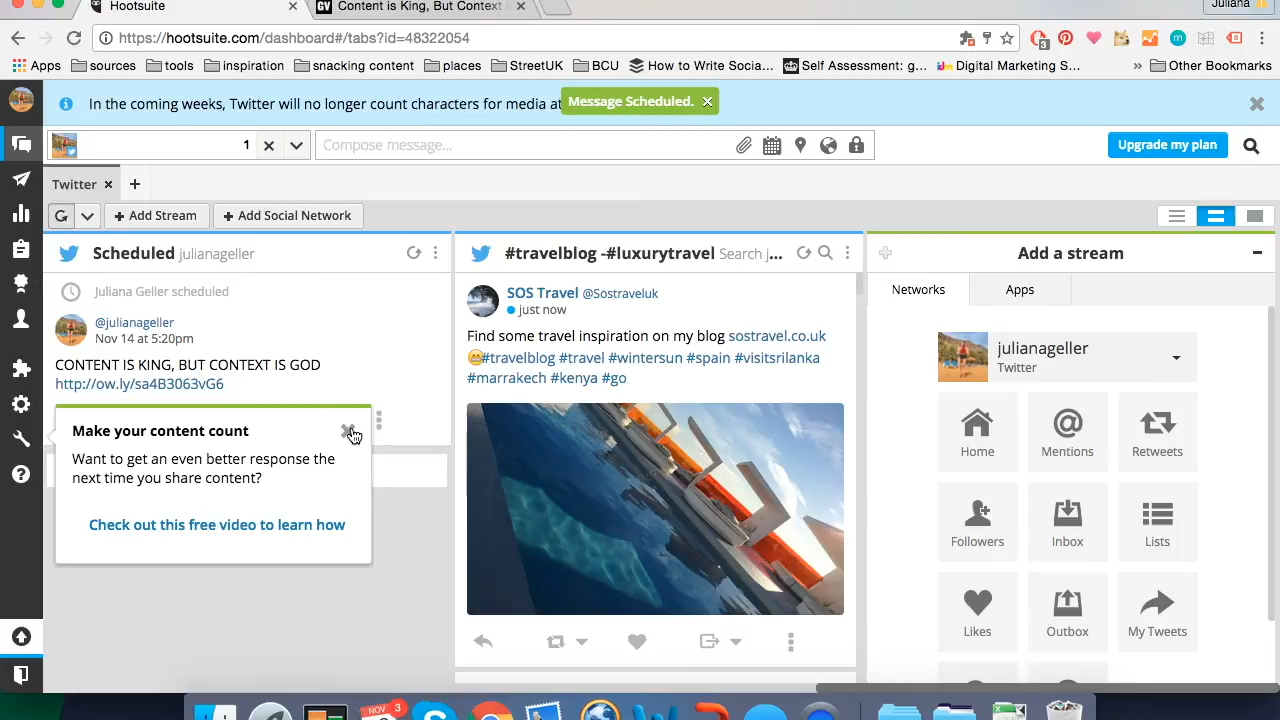 Hootsuite
Content is King, But Context
Juliana
https://hootsuite.com/dashboard#/tabs?id=48322054
3
8
Apps sources tools inspiration snacking content places StreetUK BCU How to Write Socia... Self Assessment: g... Digital Marketing S... » Other Bookmarks
In the coming weeks, Twitter will no longer count characters for media at
Message Scheduled.
1
Compose message...
Upgrade my plan
Twitter
Add Stream
Add Social Network
Scheduled julianageller
Juliana Geller scheduled
@julianageller
Nov 14 at 5:20pm
CONTENT IS KING, BUT CONTEXT IS GOD
http://ow.ly/sa4B3063vG6
Make your content count
Want to get an even better response the
next time you share content?
Check out this free video to learn how
#travelblog -#luxurytravel Search j...
SOS Travel @Sostraveluk
just now
Find some travel inspiration on my blog sostravel.co.uk
😁#travelblog #travel #wintersun #spain #visitsrilanka
#marrakech #kenya #go
Add a stream
Networks
Apps
julianageller
Twitter
Home
Mentions
Retweets
Followers
Inbox
Lists
Likes
Outbox
My Tweets
NOV
3